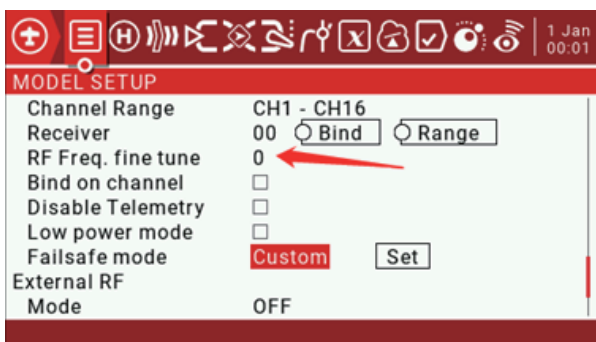 1 Jan
00:01
MODEL SETUP
Channel Range CH1 - CH16
Receiver 00 Bind Range
RF Freq. fine tune 0
Bind on channel
Disable Telemetry
Low power mode
Failsafe mode Custom Set
External RF
Mode OFF